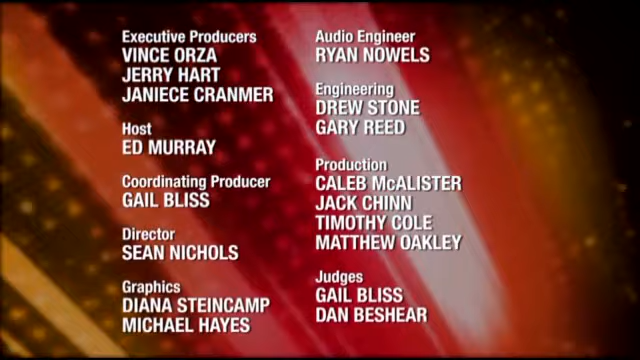 Executive Producers
VINCE ORZA
JERRY HART
JANIECE CRANMER
Host
ED MURRAY
Coordinating Producer
GAIL BLISS
Director
SEAN NICHOLS
Graphics
DIANA STEINCAMP
MICHAEL HAYES
Audio Engineer
RYAN NOWELS
Engineering
DREW STONE
GARY REED
Production
CALEB McALISTER
JACK CHINN
TIMOTHY COLE
MATTHEW OAKLEY
Judges
GAIL BLISS
DAN BESHEAR